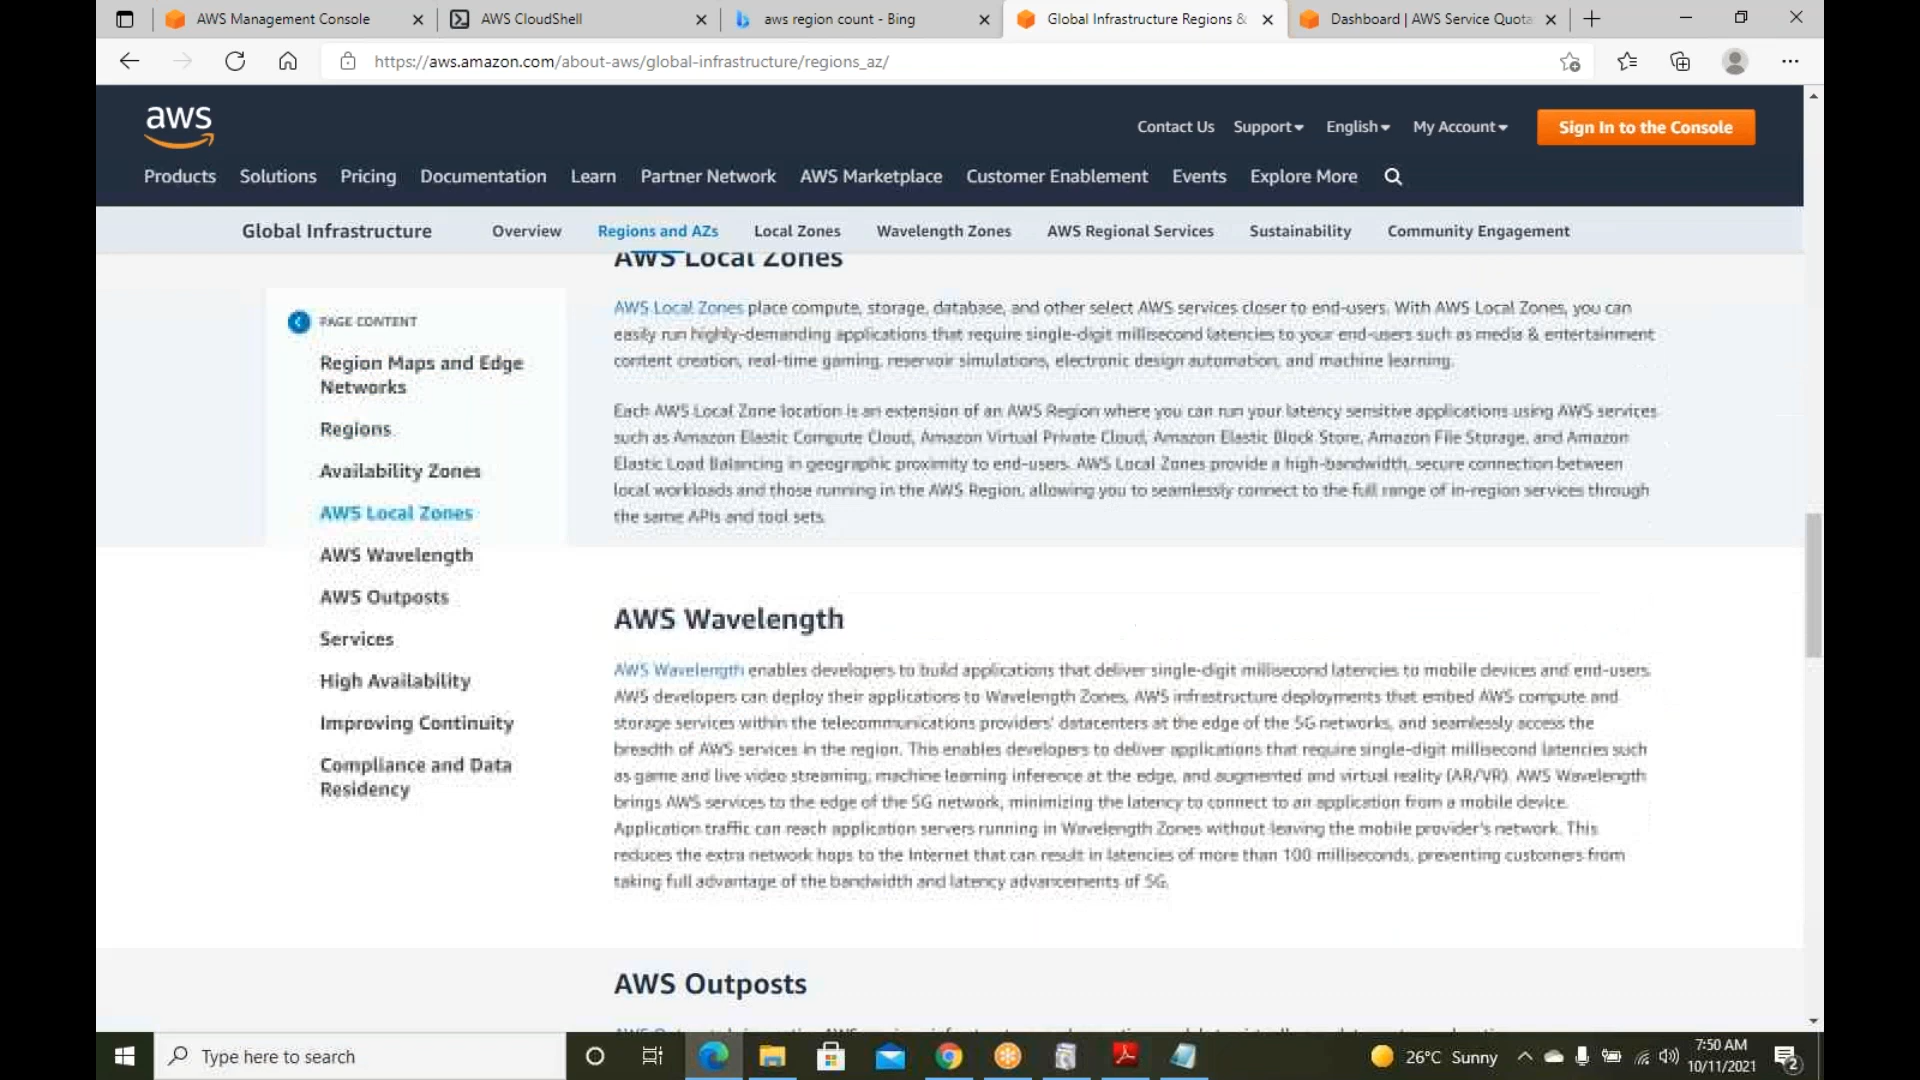 AWS Management Console
AWS CloudShell
aws region count - Bing
Global Infrastructure Regions &
Dashboard | AWS Service Quota
https://aws.amazon.com/about-aws/global-infrastructure/regions_az/
aws
Contact Us Support English My Account Sign In to the Console
Products Solutions Pricing Documentation Learn Partner Network AWS Marketplace Customer Enablement Events Explore More
Global Infrastructure Overview Regions and AZs Local Zones Wavelength Zones AWS Regional Services Sustainability Community Engagement
PAGE CONTENT
Region Maps and Edge
Networks
Regions
Availability Zones
AWS Local Zones
AWS Wavelength
AWS Outposts
Services
High Availability
Improving Continuity
Compliance and Data
Residency
AWS Local Zones
AWS Local Zones place compute, storage, database, and other select AWS services closer to end-users. With AWS Local Zones, you can
easily run highly-demanding applications that require single-digit millisecond latencies to your end-users such as media & entertainment
content creation, real-time gaming, reservoir simulations, electronic design automation, and machine learning.
Each AWS Local Zone location is an extension of an AWS Region where you can run your latency sensitive applications using AWS services
such as Amazon Elastic Compute Cloud, Amazon Virtual Private Cloud, Amazon Elastic Block Store, Amazon File Storage, and Amazon
Elastic Load Balancing in geographic proximity to end-users. AWS Local Zones provide a high-bandwidth, secure connection between
local workloads and those running in the AWS Region, allowing you to seamlessly connect to the full range of in-region services through
the same APIs and tool sets.
AWS Wavelength
AWS Wavelength enables developers to build applications that deliver single-digit millisecond latencies to mobile devices and end-users.
AWS developers can deploy their applications to Wavelength Zones, AWS infrastructure deployments that embed AWS compute and
storage services within the telecommunications providers' datacenters at the edge of the 5G networks, and seamlessly access the
breadth of AWS services in the region. This enables developers to deliver applications that require single-digit millisecond latencies such
as game and live video streaming, machine learning inference at the edge, and augmented and virtual reality (AR/VR). AWS Wavelength
brings AWS services to the edge of the 5G network, minimizing the latency to connect to an application from a mobile device.
Application traffic can reach application servers running in Wavelength Zones without leaving the mobile provider's network. This
reduces the extra network hops to the Internet that can result in latencies of more than 100 milliseconds, preventing customers from
taking full advantage of the bandwidth and latency advancements of 5G.
AWS Outposts
Type here to search
26°C Sunny
7:50 AM
10/11/2021
2